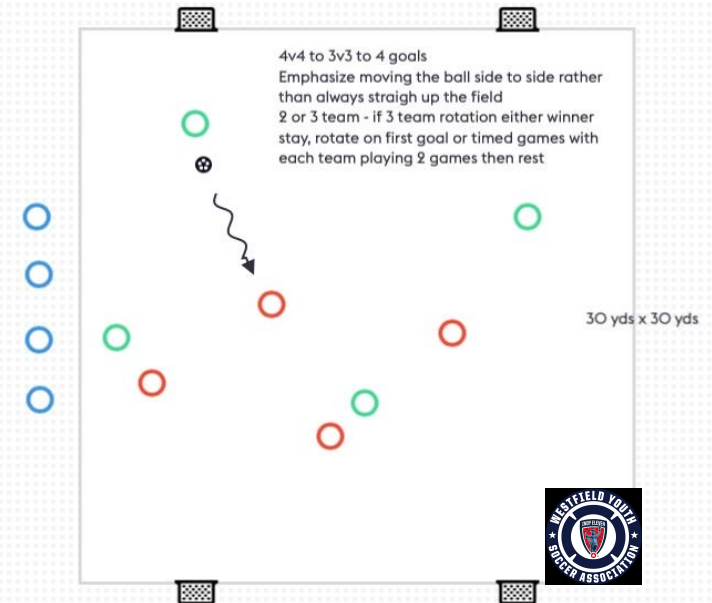 4v4 to 3v3 to 4 goals
Emphasize moving the ball side to side rather
than always straigh up the field
2 or 3 team - if 3 team rotation either winner
stay, rotate on first goal or timed games with
each team playing 2 games then rest
30 yds x 30 yds
WESTFIELD YOUTH
INDY ELEVEN
SOCCER ASSOCIATION